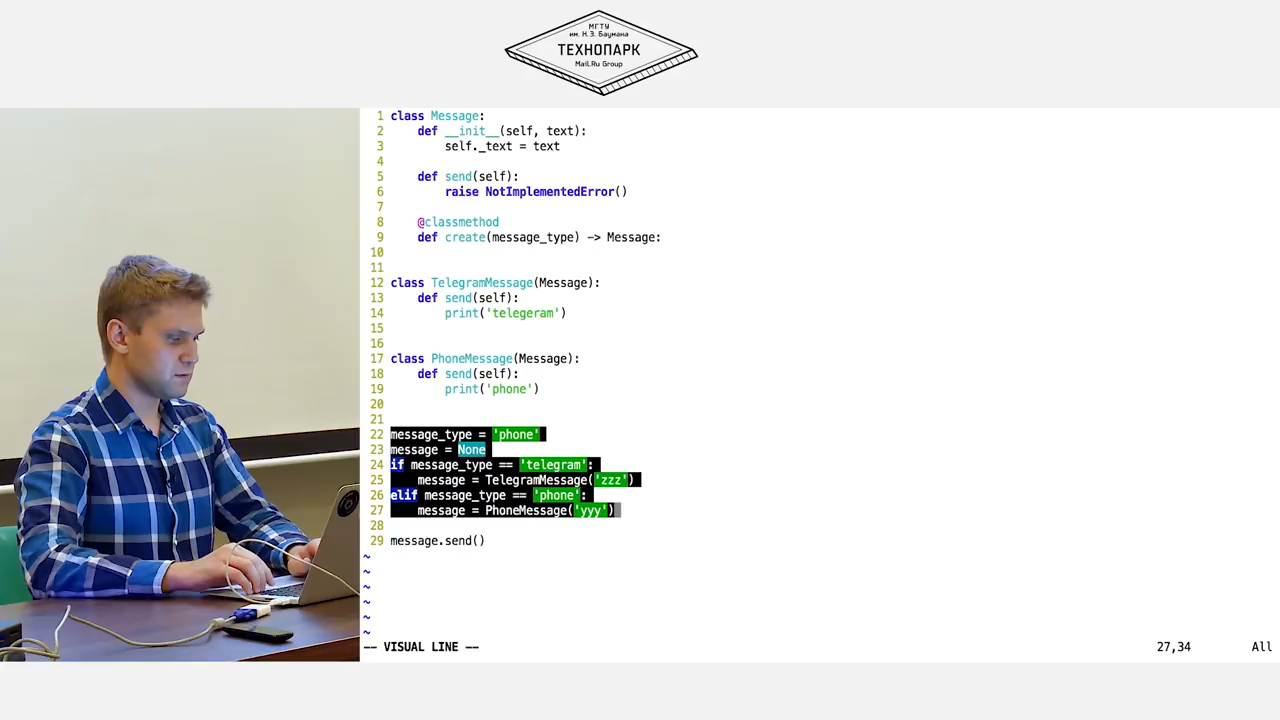 МГТУ
им. Н.Э. Баумана
ТЕХНОПАРК
Mail.Ru Group
1 class Message:
2     def __init__(self, text):
3         self._text = text
4
5     def send(self):
6         raise NotImplementedError()
7
8     @classmethod
9     def create(message_type) -> Message:
10
11
12 class TelegramMessage(Message):
13     def send(self):
14         print('telegeram')
15
16
17 class PhoneMessage(Message):
18     def send(self):
19         print('phone')
20
21
22 message_type = 'phone'
23 message = None
24 if message_type == 'telegram':
25     message = TelegramMessage('zzz')
26 elif message_type == 'phone':
27     message = PhoneMessage('yyy')
28
29 message.send()
~
~
~
~
~
~
-- VISUAL LINE -- 27,34 All